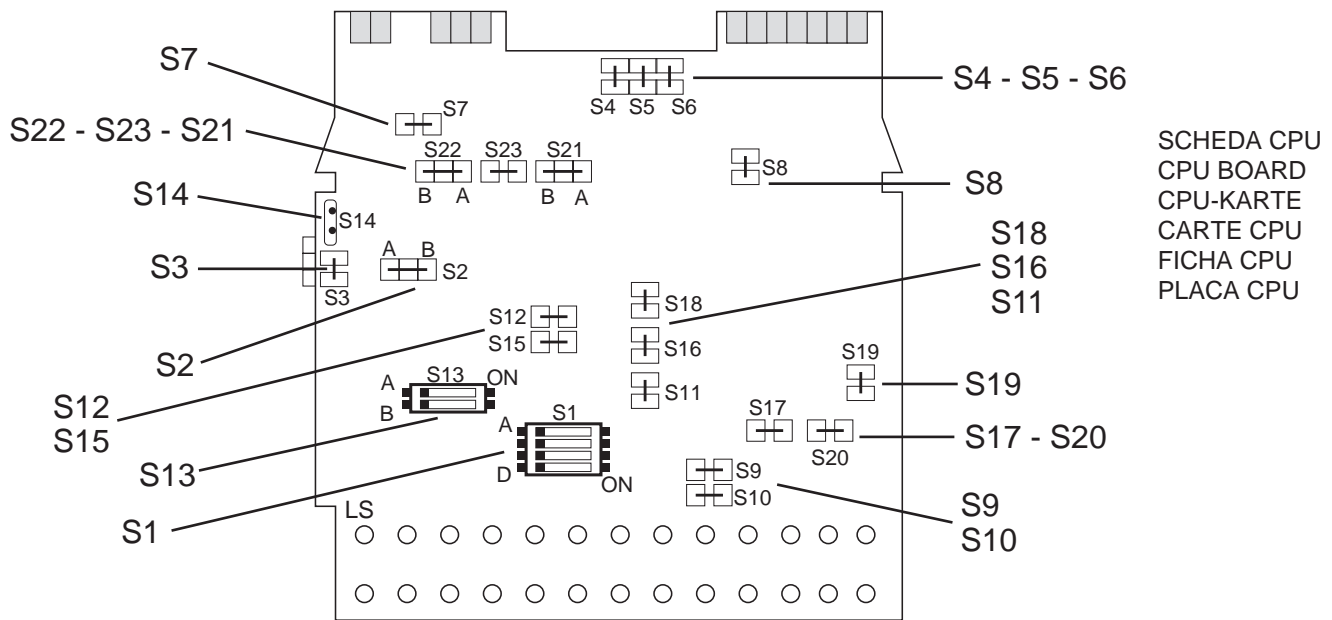 S7
S22 - S23 - S21
S14
S3
S2
S12
S15
S13
S1
S7
S22 S23 S21
B A B A
S14
S3
A B
S2
S4 S5 S6
S8
S12
S15
S18
S16
S11
A S13 ON
B
A S1
D ON
S19
S17
S20
S9
S10
LS
S4 - S5 - S6
S8
S18
S16
S11
S19
S17 - S20
S9
S10
SCHEDA CPU
CPU BOARD
CPU-KARTE
CARTE CPU
FICHA CPU
PLACA CPU